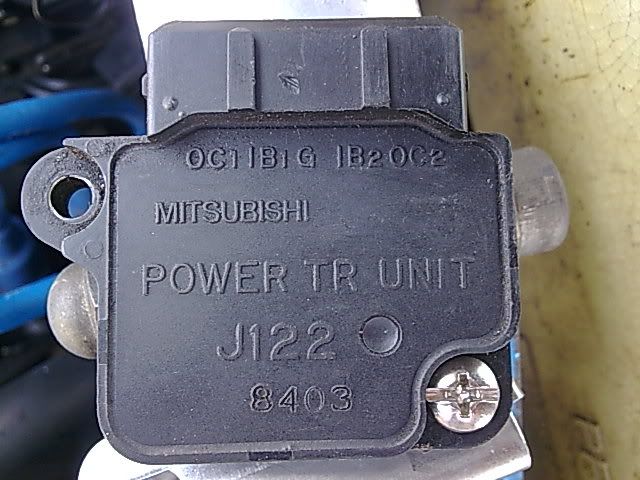 OC1 IB1 G IB2 OC2
MITSUBISHI
POWER TR UNIT
J122
8403